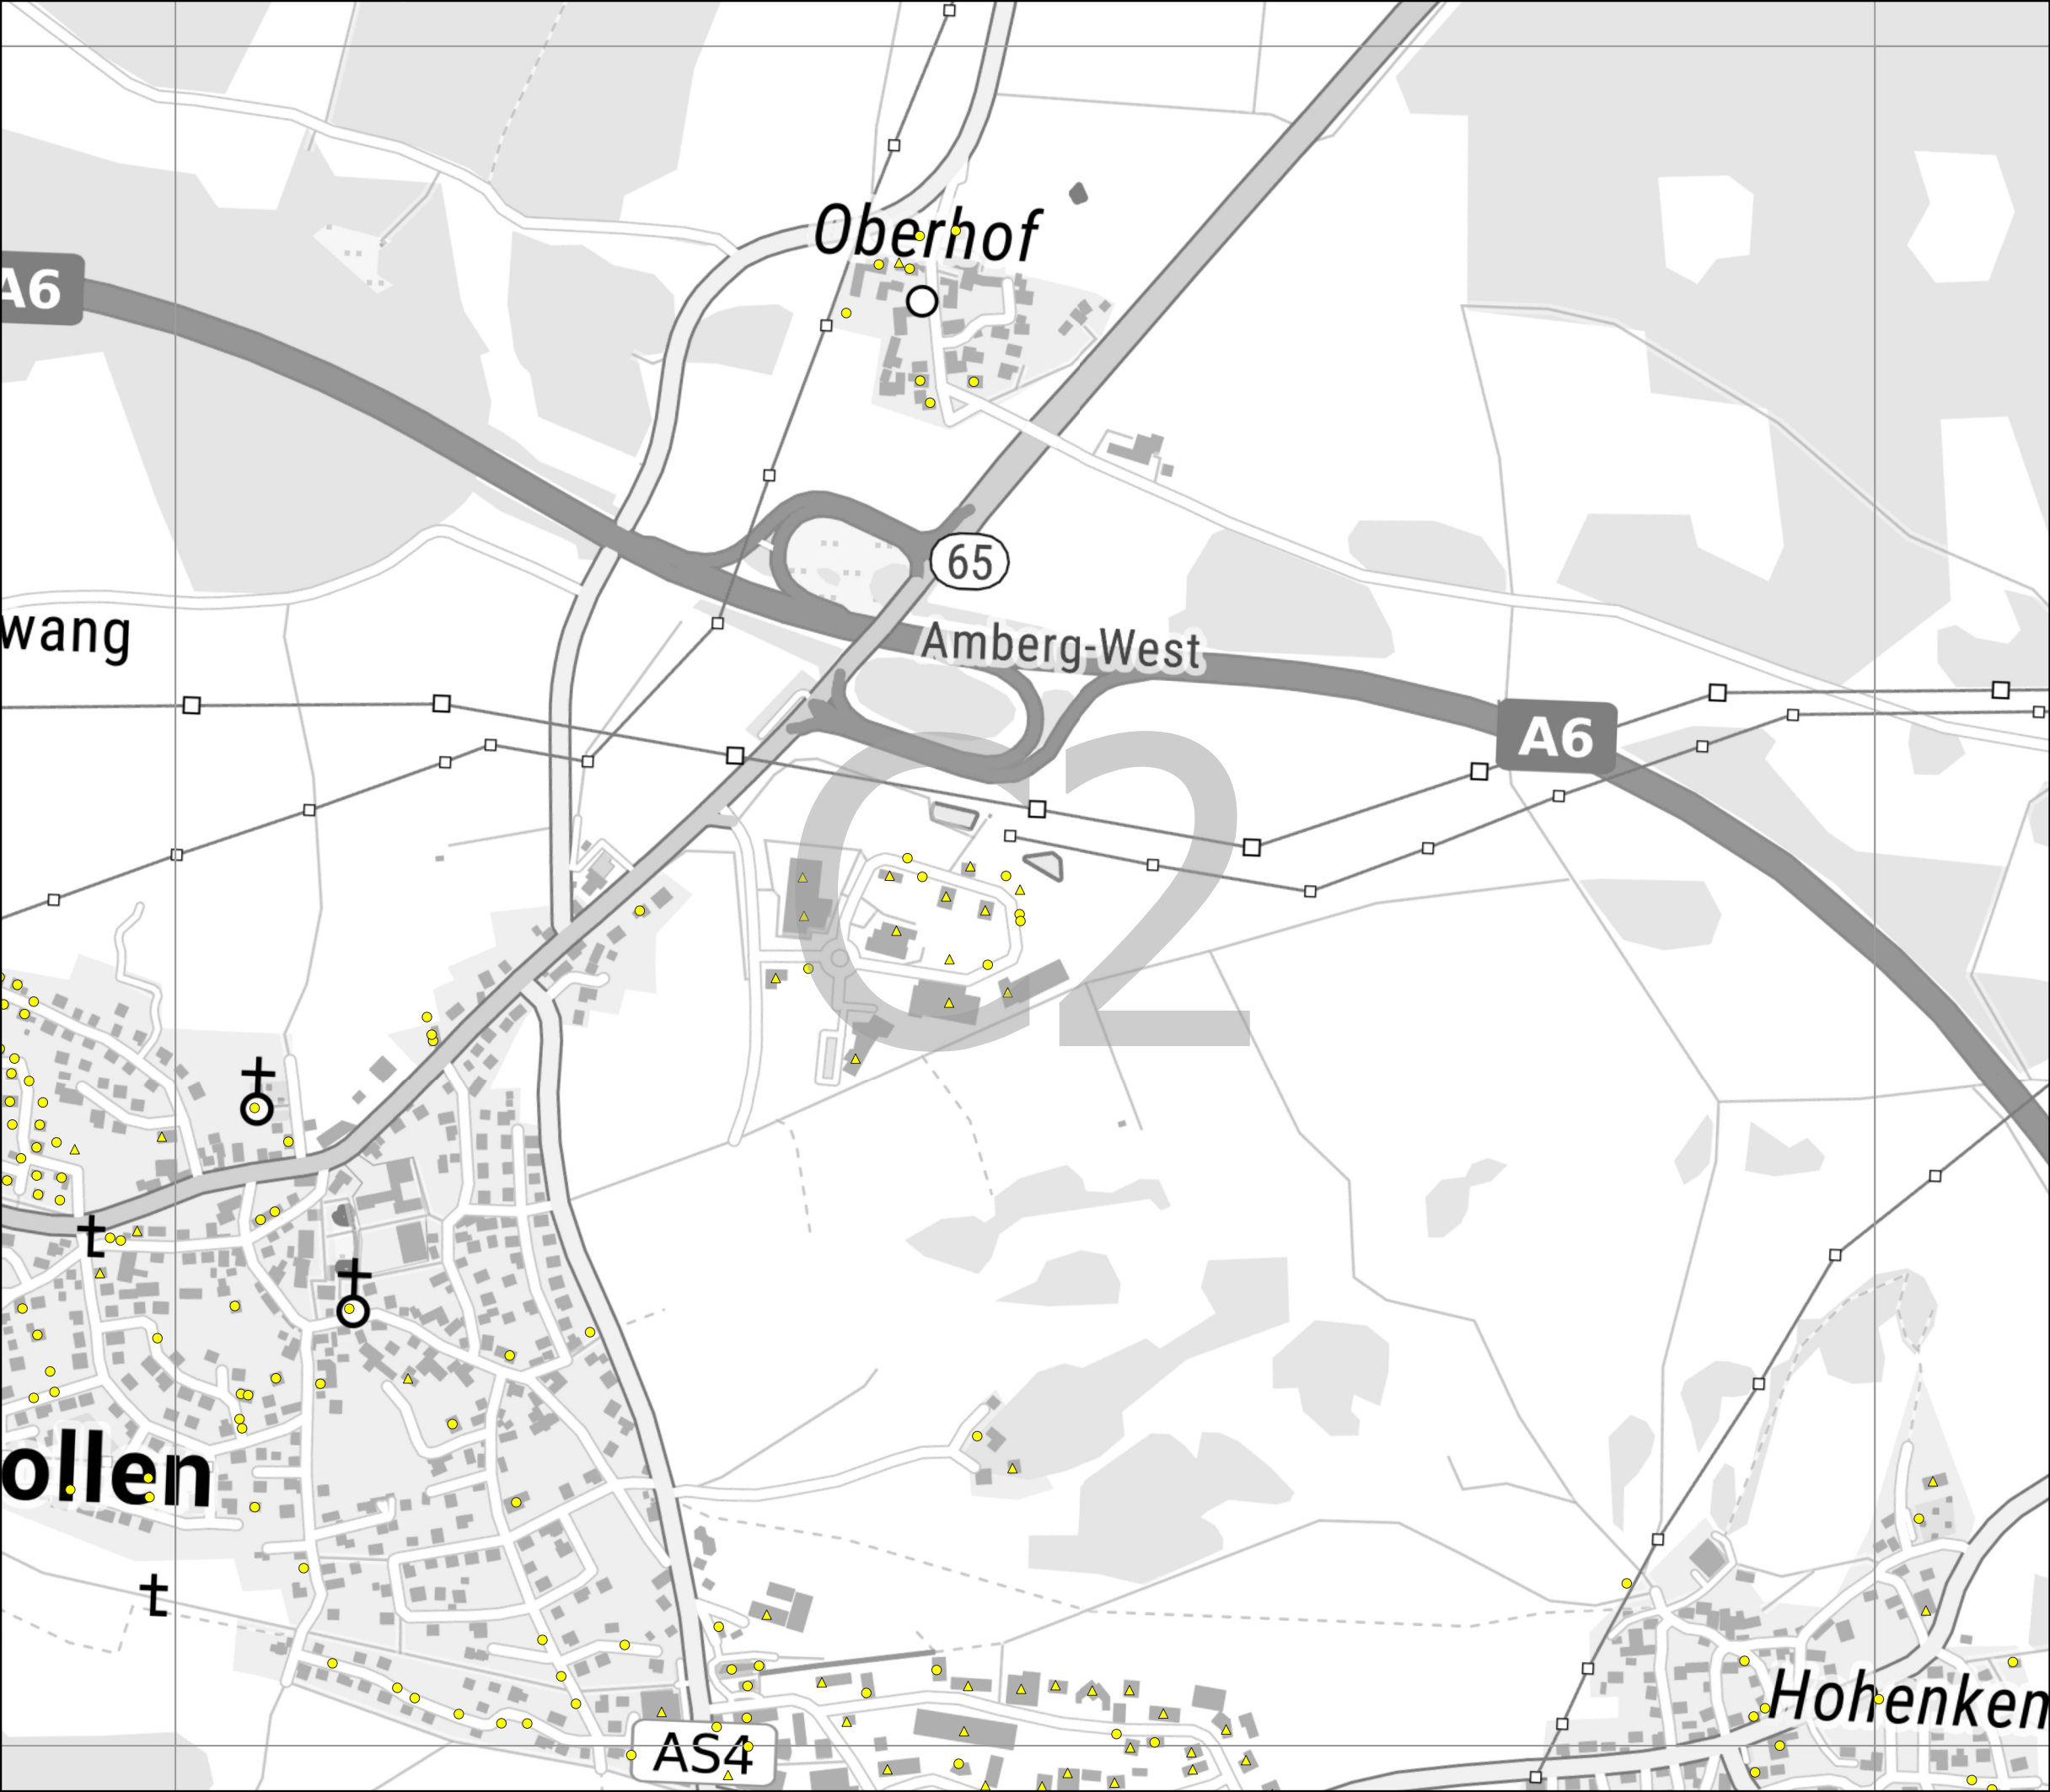 Oberhof
A6
65
wang
Amberg-West
A6
C2
ollen
Hohenken
AS4